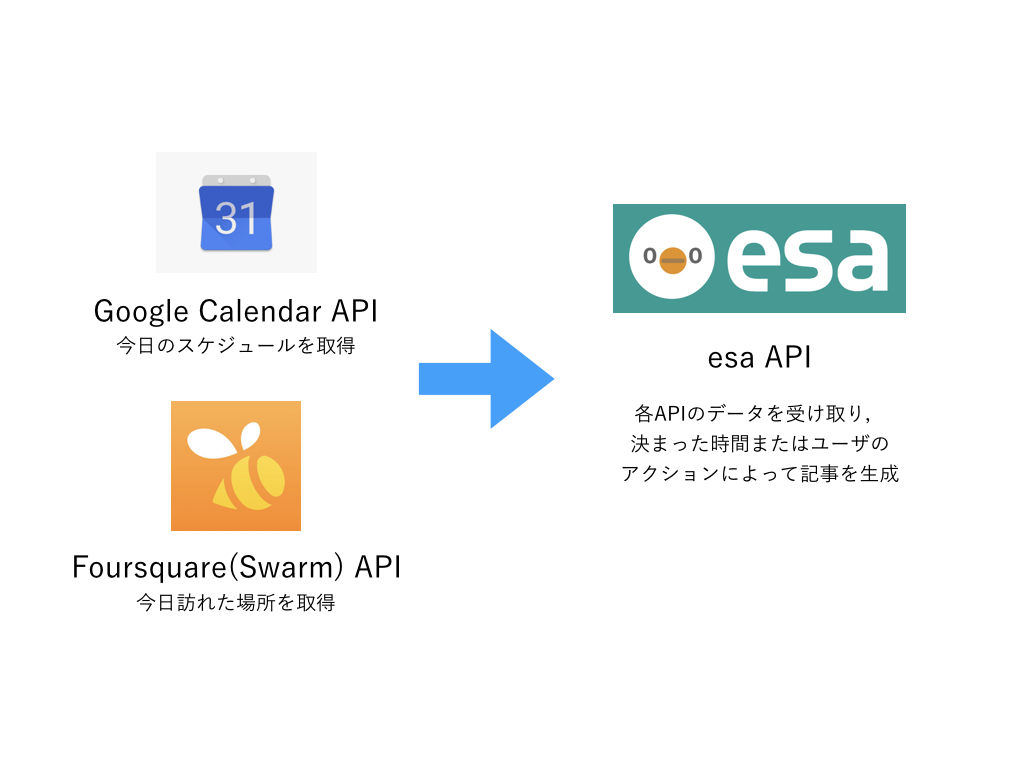 31
Google Calendar API
今日のスケジュールを取得
Foursquare(Swarm) API
今日訪れた場所を取得
esa
esa API
各APIのデータを受け取り,
決まった時間またはユーザの
アクションによって記事を生成